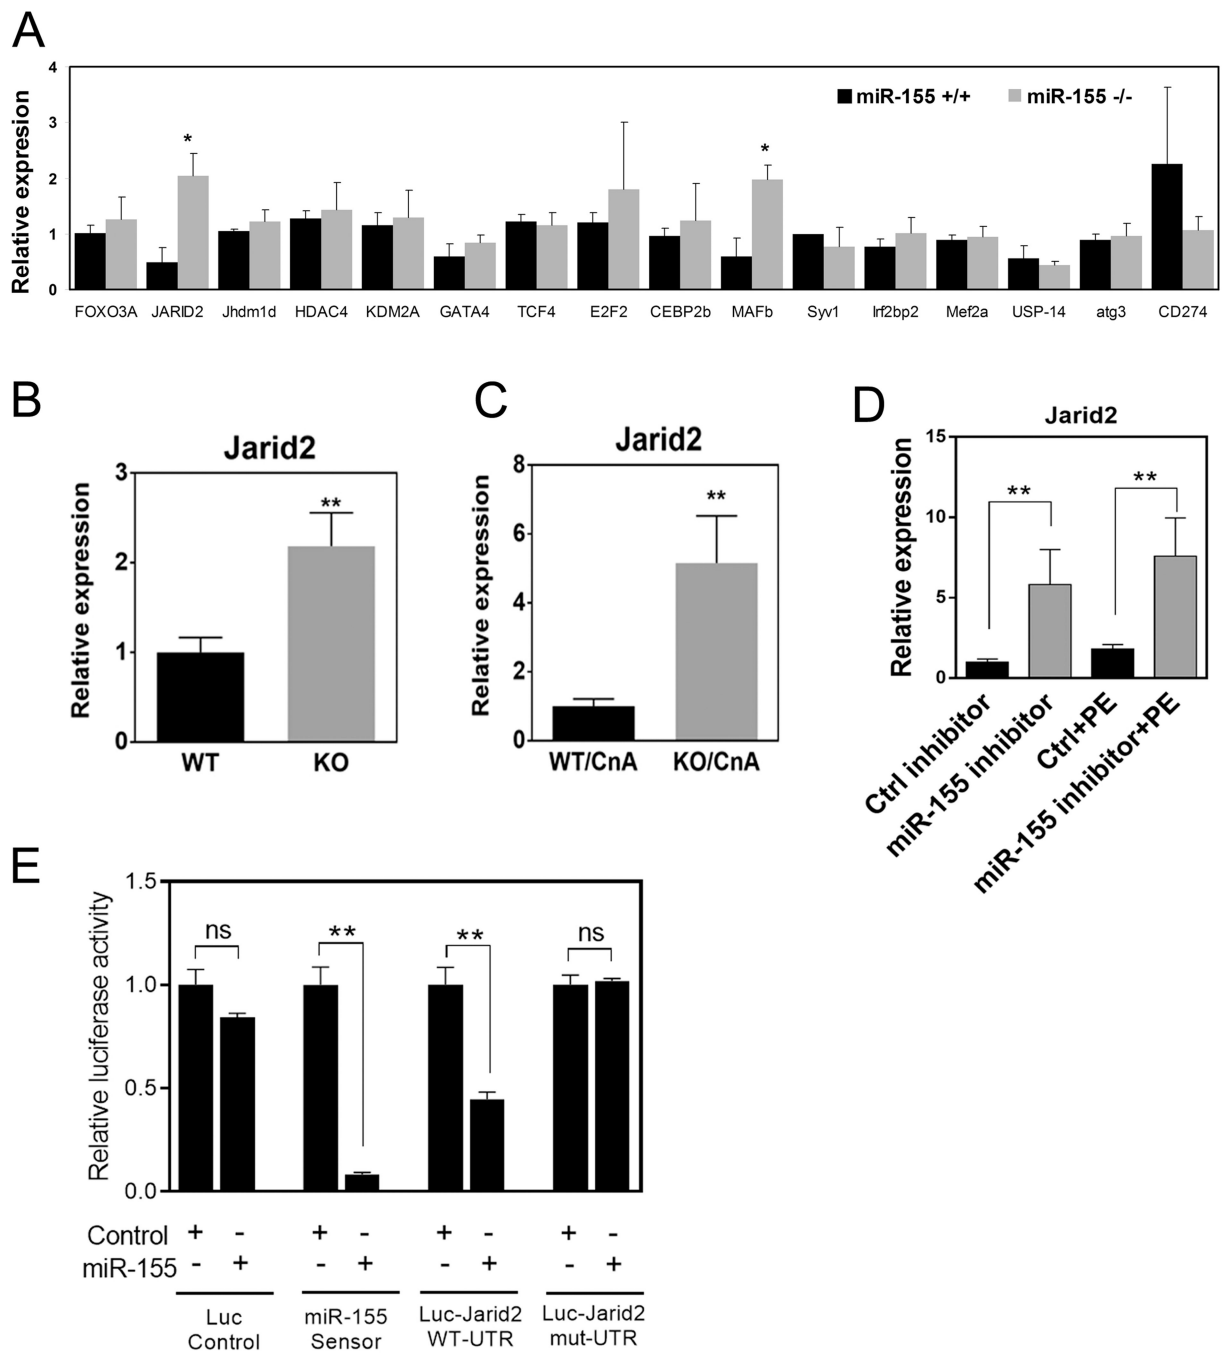 A
Relative expresion
4
3
2
1
0
miR-155 +/+ miR-155 -/-
* *
FOXO3A JARID2 Jhdm1d HDAC4 KDM2A GATA4 TCF4 E2F2 CEBP2b MAFb Syv1 Irf2bp2 Mef2a USP-14 atg3 CD274
B
Jarid2
Relative expression
3
2
1
0
**
WT KO
C
Jarid2
Relative expression
8
6
4
2
0
**
WT/CnA KO/CnA
D
Jarid2
Relative expression
15
10
5
0
** **
Ctrl inhibitor
miR-155 inhibitor
Ctrl+PE
miR-155 inhibitor+PE
E
Relative luciferase activity
1.5
1.0
0.5
0.0
ns ** ** ns
Control + - + - + - + -
miR-155 - + - + - + - +
Luc
Control
miR-155
Sensor
Luc-Jarid2
WT-UTR
Luc-Jarid2
mut-UTR